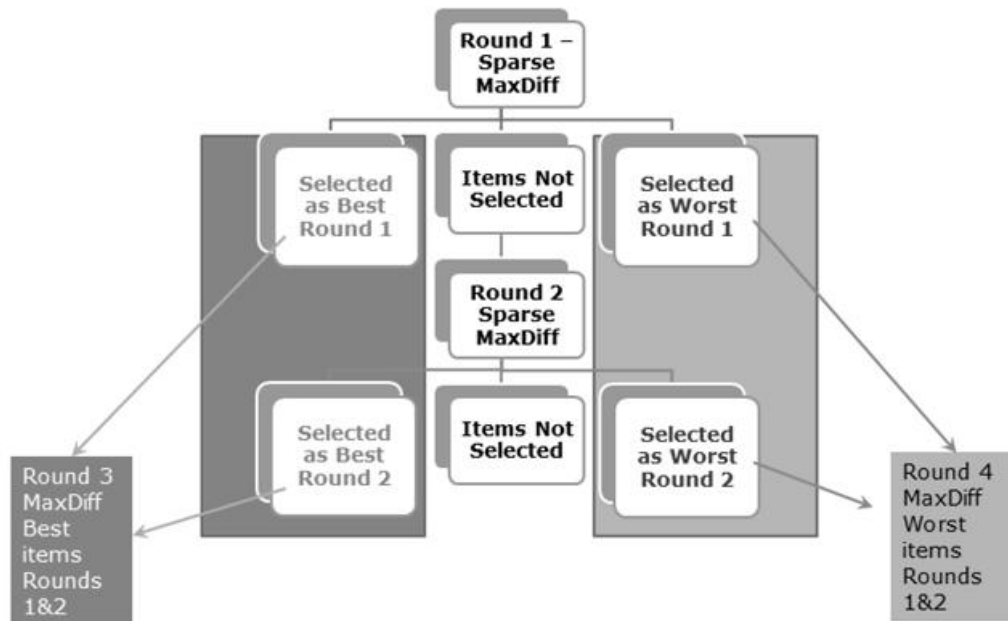 Round 1 –
Sparse
MaxDiff
Selected
as Best
Round 1
Items Not
Selected
Selected
as Worst
Round 1
Round 2
Sparse
MaxDiff
Selected
as Best
Round 2
Items Not
Selected
Selected
as Worst
Round 2
Round 3
MaxDiff
Best
items
Rounds
1&2
Round 4
MaxDiff
Worst
items
Rounds
1&2